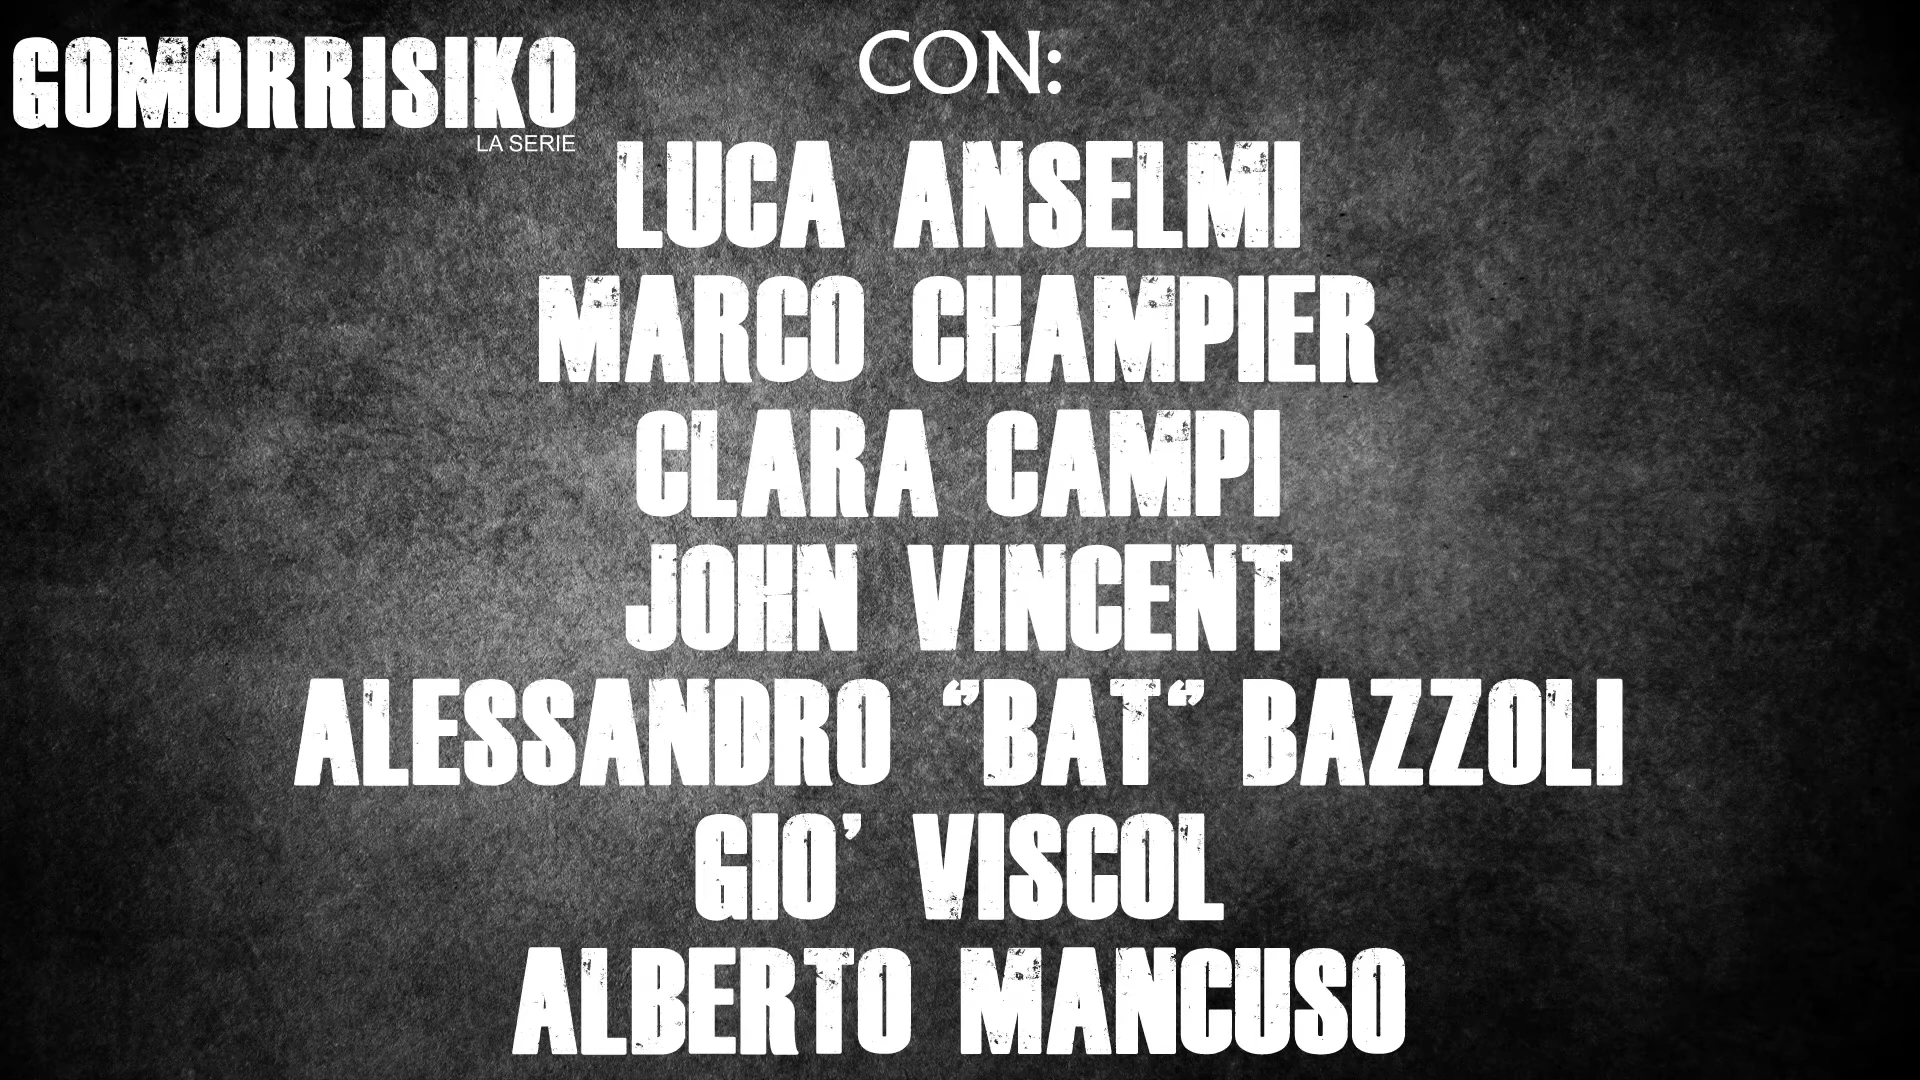 GOMORRISIKO
LA SERIE
CON:
LUCA ANSELMI
MARCO CHAMPIER
CLARA CAMPI
JOHN VINCENT
ALESSANDRO "BAT" BAZZOLI
GIO' VISCOL
ALBERTO MANCUSO